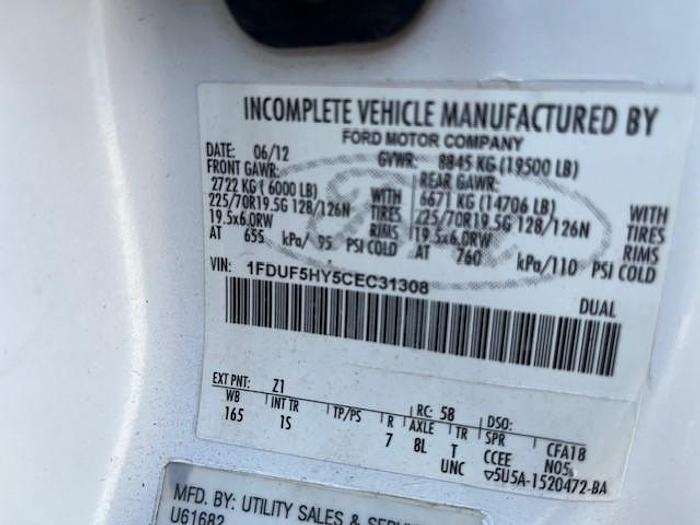 INCOMPLETE VEHICLE MANUFACTURED BY
FORD MOTOR COMPANY
DATE: 06/12 GVWR: 8845 KG (19500 LB)
FRONT GAWR: REAR GAWR:
2722 KG (6000 LB) WITH 6671 KG (14706 LB) WITH
225/70R19.5G 128/126N TIRES 225/70R19.5G 128/126N TIRES
19.5x6.0RW RIMS 19.5x6.0RW RIMS
AT 655 kPa/ 95 PSI COLD AT 760 kPa/110 PSI COLD
VIN: 1FDUF5HY5CEC31308
DUAL
EXT PNT: Z1 RC: 58 DSO:
WB INT TR TP/PS R AXLE TR SPR CFA18
165 1S 7 8L T CCEE N05
UNC ▽5U5A-1520472-BA
MFD. BY: UTILITY SALES & SERVICE
U61682